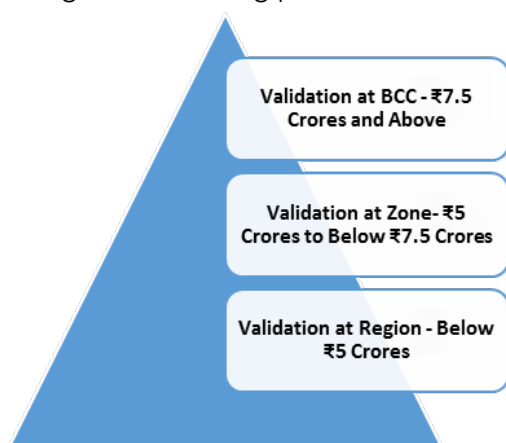 Validation at BCC - ₹7.5
Crores and Above
Validation at Zone- ₹5
Crores to Below ₹7.5 Crores
Validation at Region - Below
₹5 Crores